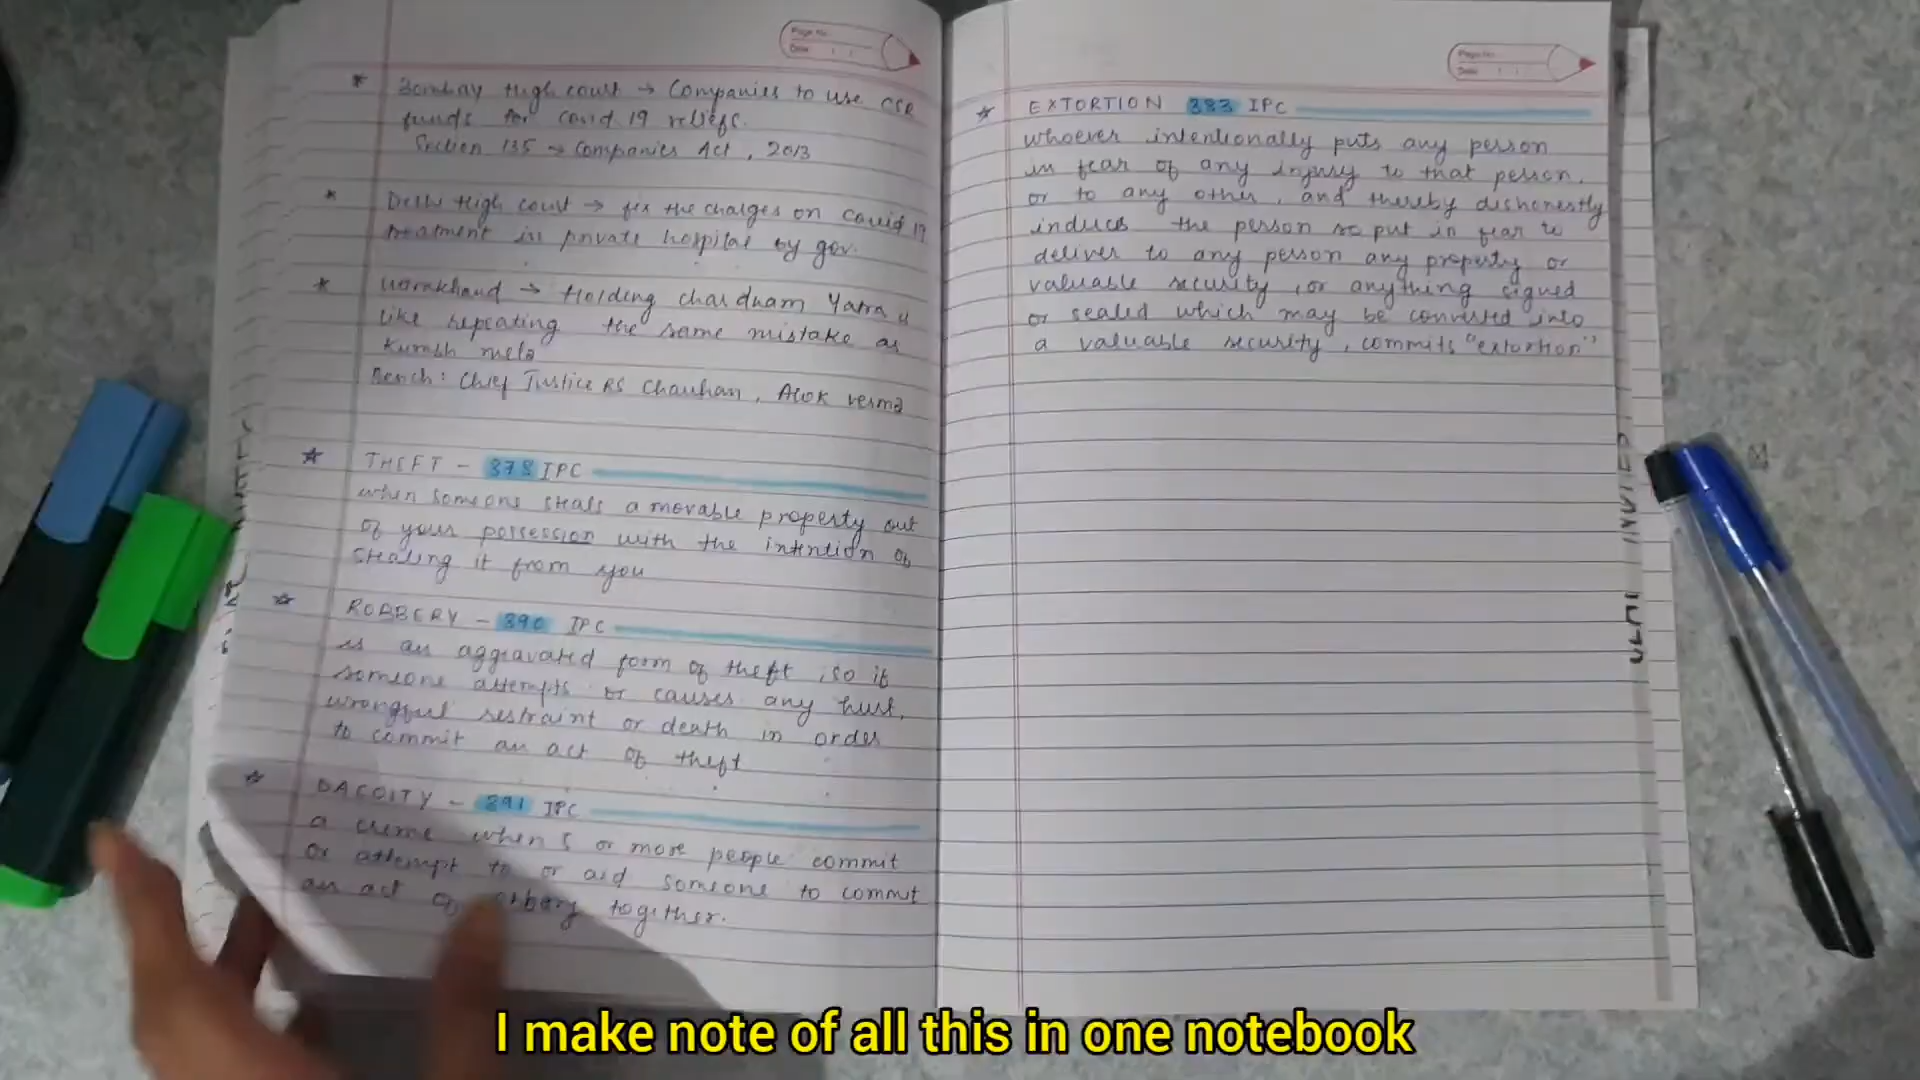 Page No.
Date
* Bombay High court → Companies to use CSR
funds for covid 19 reliefs.
Section 135 → Companies Act, 2013
* Delhi High court → fix the charges on covid 19
treatment in private hospital by gov.
* Uttrakhand → Holding chardham Yatra is
like repeating the same mistake as
Kumbh mela
Bench: Chief Justice RS Chauhan, Alok verma
☆ THEFT - 378 IPC
when someone steals a movable property out
of your possession with the intention of
stealing it from you
☆ ROBBERY - 390 IPC
is an aggravated form of theft, so if
someone attempts or causes any hurt,
wrongful restraint or death in order
to commit an act of theft
☆ DACOITY - 391 IPC
a crime when 5 or more people commit
or attempt to or aid someone to commit
an act of robbery together.
Page No.
Date
☆ EXTORTION 383 IPC
whoever intentionally puts any person
in fear of any injury to that person,
or to any other, and thereby dishonestly
induces the person so put in fear to
deliver to any person any property or
valuable security, or anything signed
or sealed which may be converted into
a valuable security, commits "extortion"
I make note of all this in one notebook